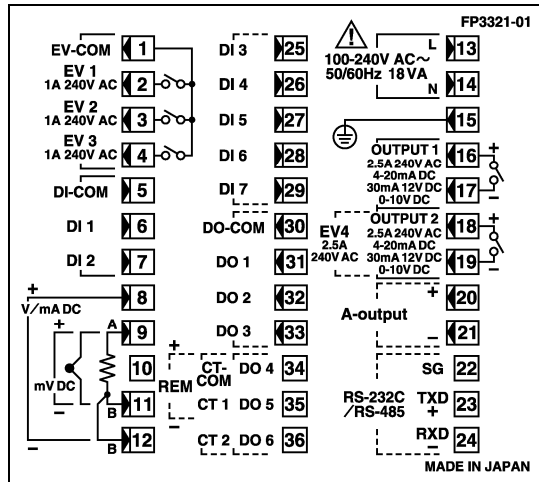 FP3321-01
EV-COM 1
EV 1
1A 240V AC 2
EV 2
1A 240V AC 3
EV 3
1A 240V AC 4
DI-COM 5
DI 1 6
DI 2 7
+
V/mA DC 8
+ A 9
mV DC 10
− B 11
− B 12
DI 3 25
DI 4 26
DI 5 27
DI 6 28
DI 7 29
DO-COM 30
DO 1 31
DO 2 32
DO 3 33
+
REM CT-COM DO 4 34
CT 1 DO 5 35
−
CT 2 DO 6 36
L 13
100-240V AC~
50/60Hz 18VA
N 14
15
OUTPUT 1 16 +
2.5A 240V AC
4-20mA DC
30mA 12V DC 17 −
0-10V DC
EV4
2.5A
240V AC
OUTPUT 2 18 +
2.5A 240V AC
4-20mA DC
30mA 12V DC 19 −
0-10V DC
+ 20
A-output
− 21
SG 22
RS-232C
/RS-485
TXD
+ 23
RXD
− 24
MADE IN JAPAN